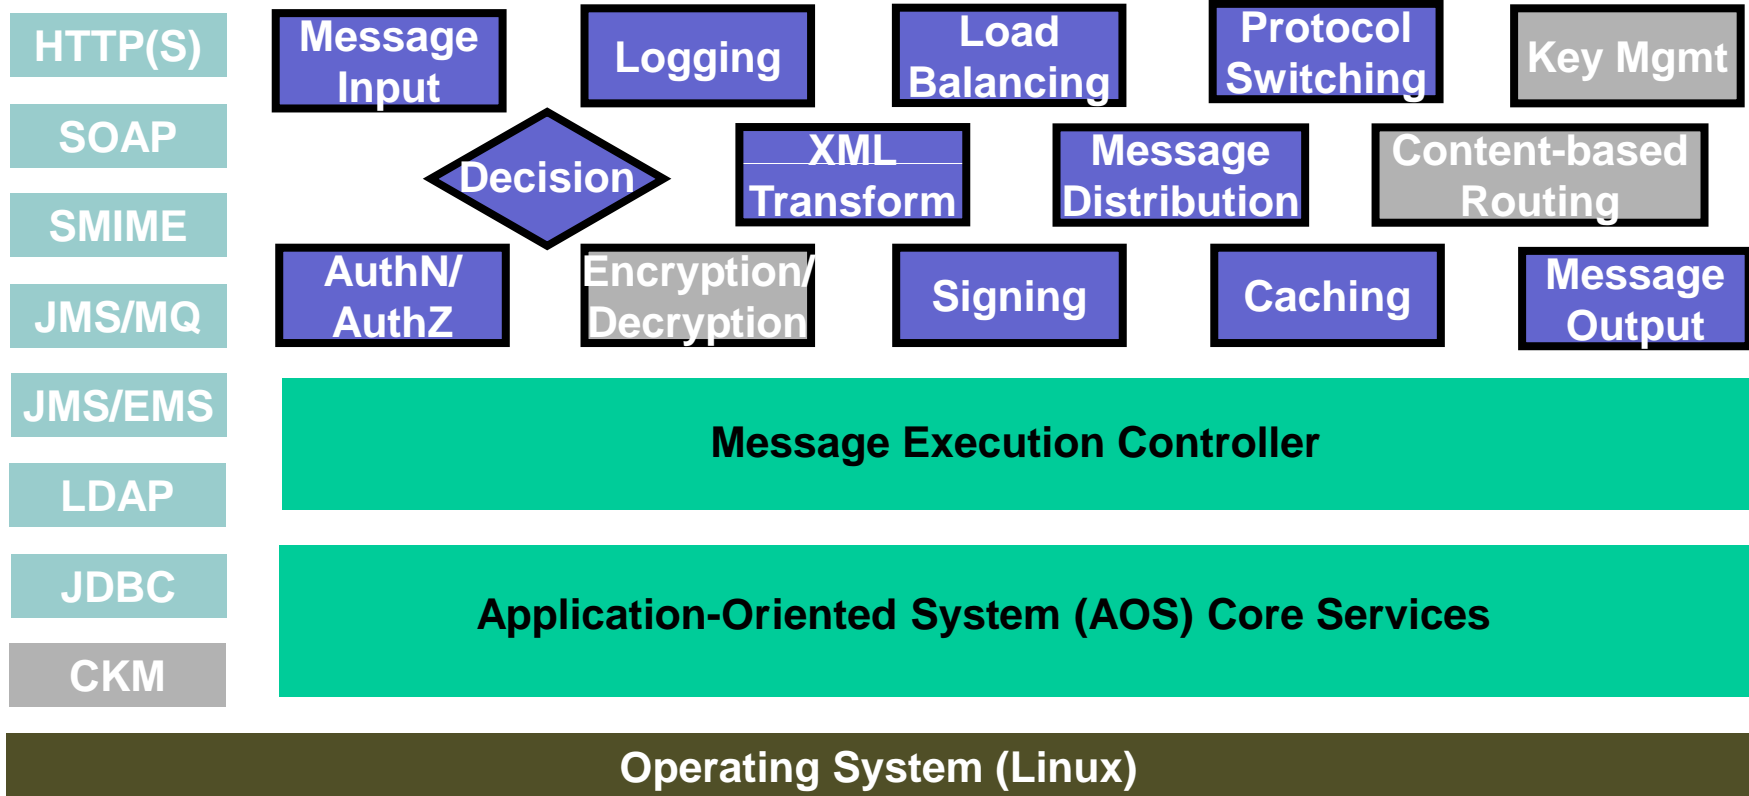 HTTP(S)
SOAP
SMIME
JMS/MQ
JMS/EMS
LDAP
JDBC
CKM
Message
Input
Logging
Load
Balancing
Protocol
Switching
Key Mgmt
Decision
XML
Transform
Message
Distribution
Content-based
Routing
AuthN/
AuthZ
Encryption/
Decryption
Signing
Caching
Message
Output
Message Execution Controller
Application-Oriented System (AOS) Core Services
Operating System (Linux)